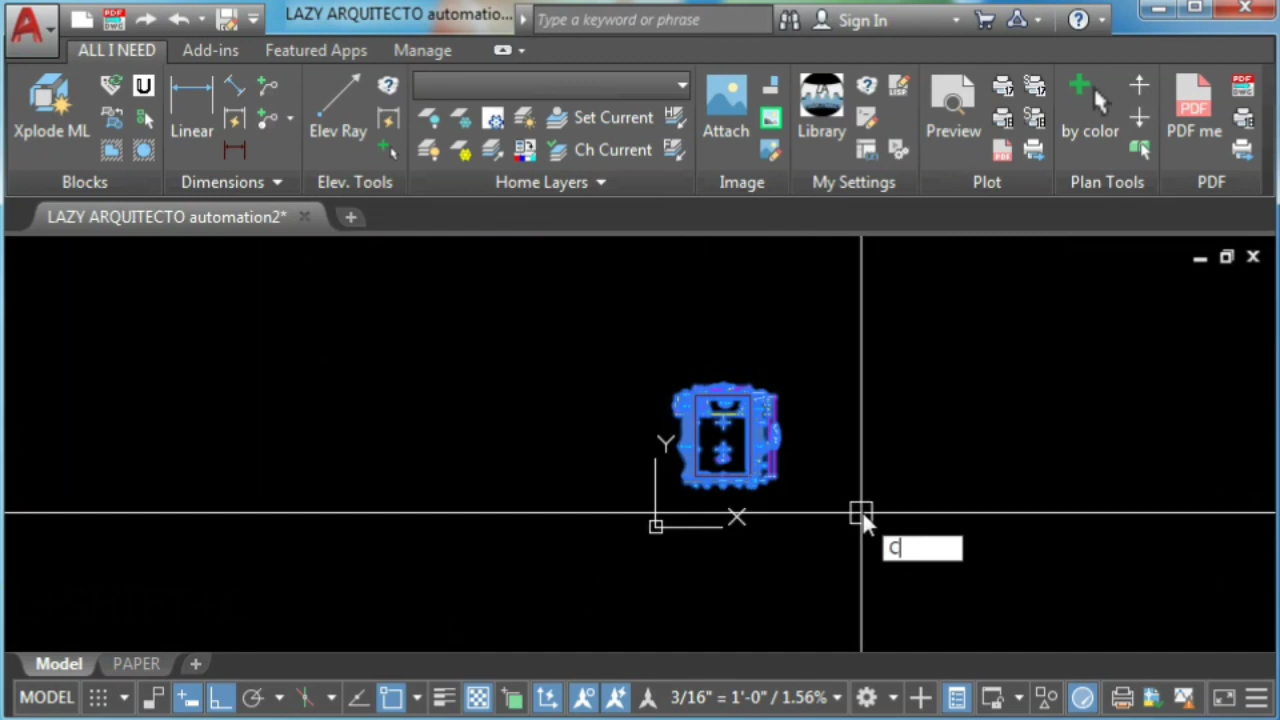 LAZY ARQUITECTO automatio...
Type a keyword or phrase
Sign In
ALL I NEED
Add-ins
Featured Apps
Manage
Xplode ML
Linear
Elev Ray
Set Current
Ch Current
Attach
Library
Preview
by color
PDF me
Blocks
Dimensions
Elev. Tools
Home Layers
Image
My Settings
Plot
Plan Tools
PDF
LAZY ARQUITECTO automation2*
Y
X
C
Model
PAPER
MODEL
3/16" = 1'-0" / 1.56%